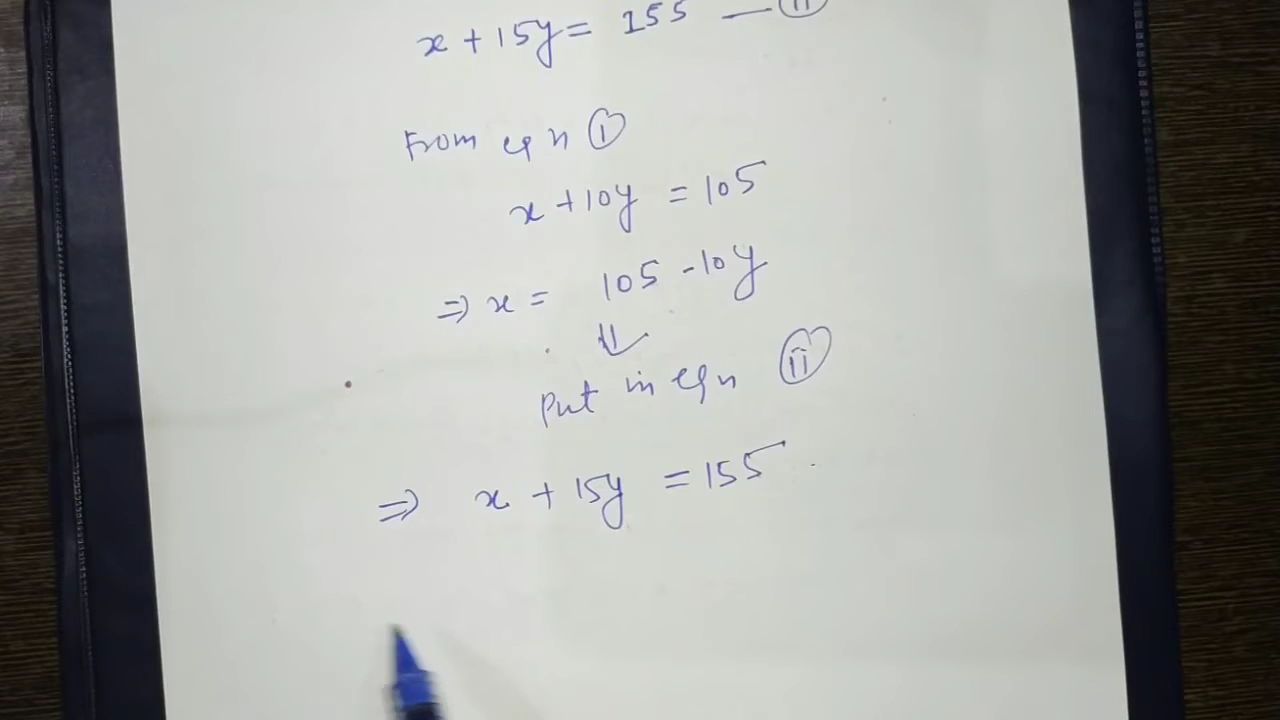 x + 15y = 155 — (ii)
From eqn (i)
x + 10y = 105
⇒ x = 105 - 10y
⇓
Put in eqn (ii)
⇒ x + 15y = 155